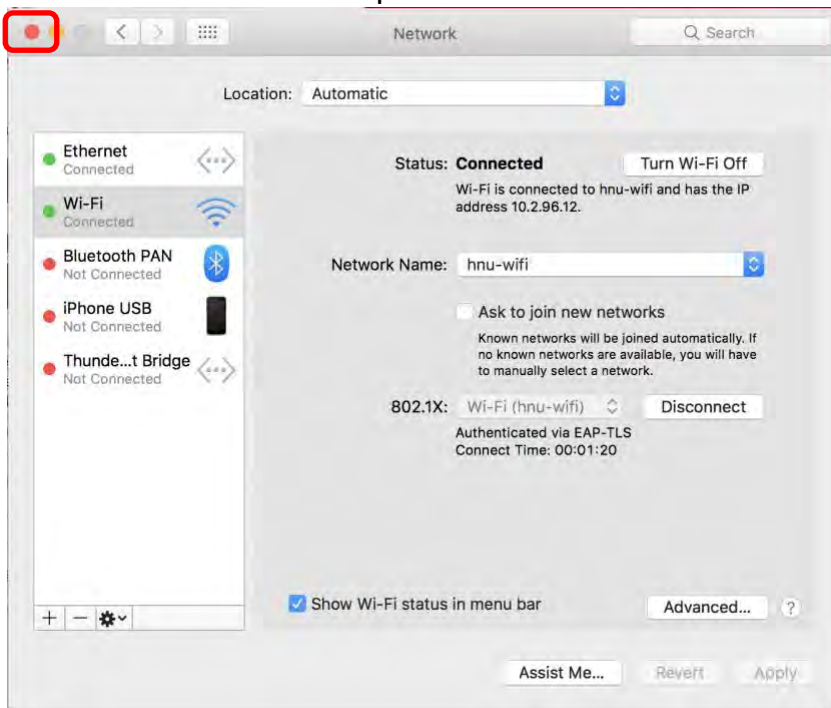 Network
Search
Location: Automatic
Ethernet
Connected
Wi-Fi
Connected
Bluetooth PAN
Not Connected
iPhone USB
Not Connected
Thunde...t Bridge
Not Connected
Status: Connected Turn Wi-Fi Off
Wi-Fi is connected to hnu-wifi and has the IP
address 10.2.96.12.
Network Name: hnu-wifi
Ask to join new networks
Known networks will be joined automatically. If
no known networks are available, you will have
to manually select a network.
802.1X: Wi-Fi (hnu-wifi) Disconnect
Authenticated via EAP-TLS
Connect Time: 00:01:20
Show Wi-Fi status in menu bar Advanced... ?
Assist Me... Revert Apply